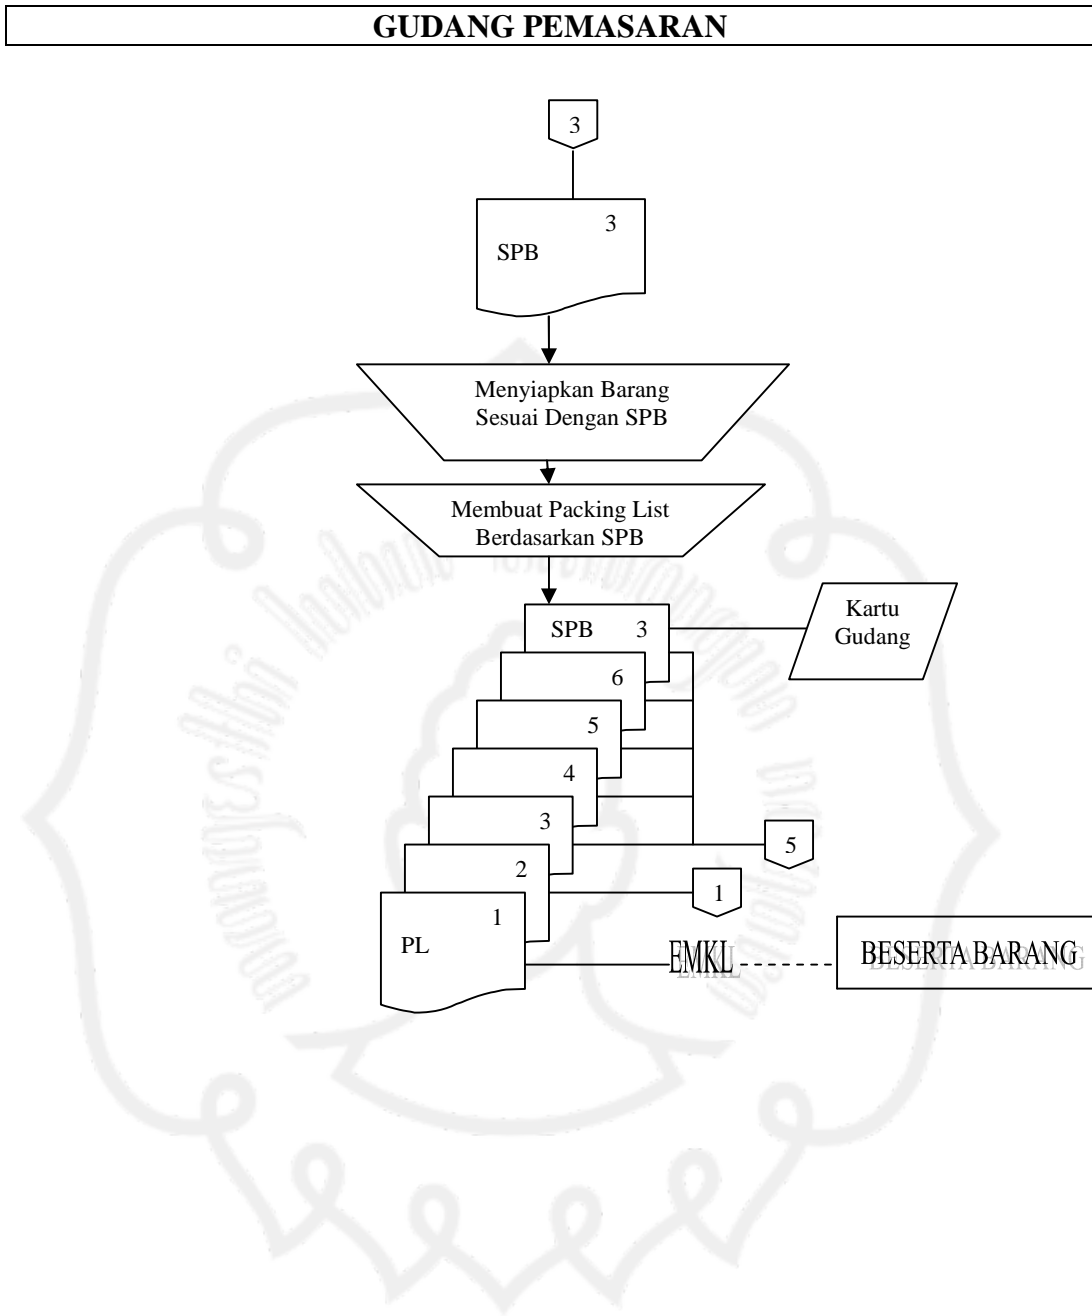 GUDANG PEMASARAN
3
3
SPB
Menyiapkan Barang
Sesuai Dengan SPB
Membuat Packing List
Berdasarkan SPB
SPB 3
Kartu
Gudang
6
5
4
3
5
2
1
1
PL
EMKL
BESERTA BARANG